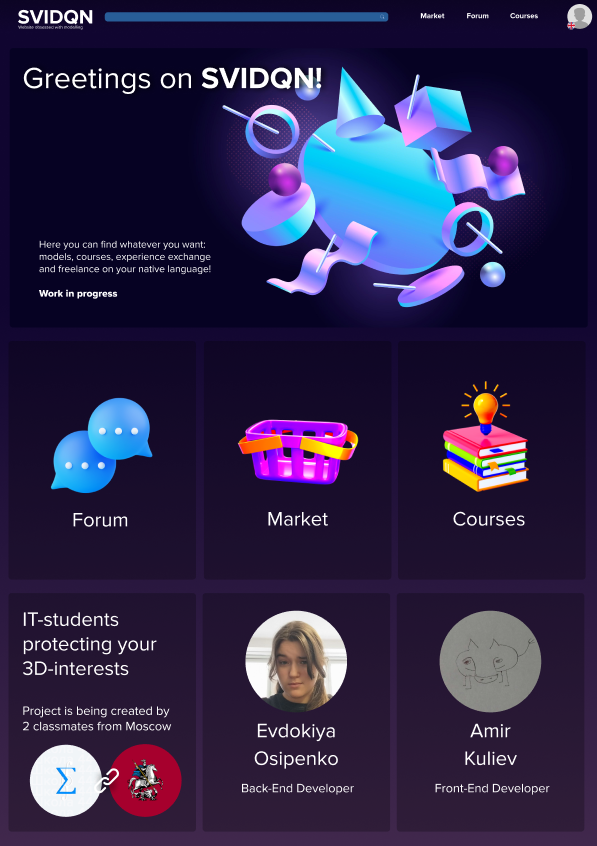 SVIDQN
Website dedicated with modelling
Market Forum Courses
Greetings on SVIDQN!
Here you can find whatever you want:
models, courses, experience exchange
and freelance on your native language!
Work in progress
Forum
Market
Courses
IT-students
protecting your
3D-interests
Project is being created by
2 classmates from Moscow
Σ
Evdokiya
Osipenko
Back-End Developer
Amir
Kuliev
Front-End Developer